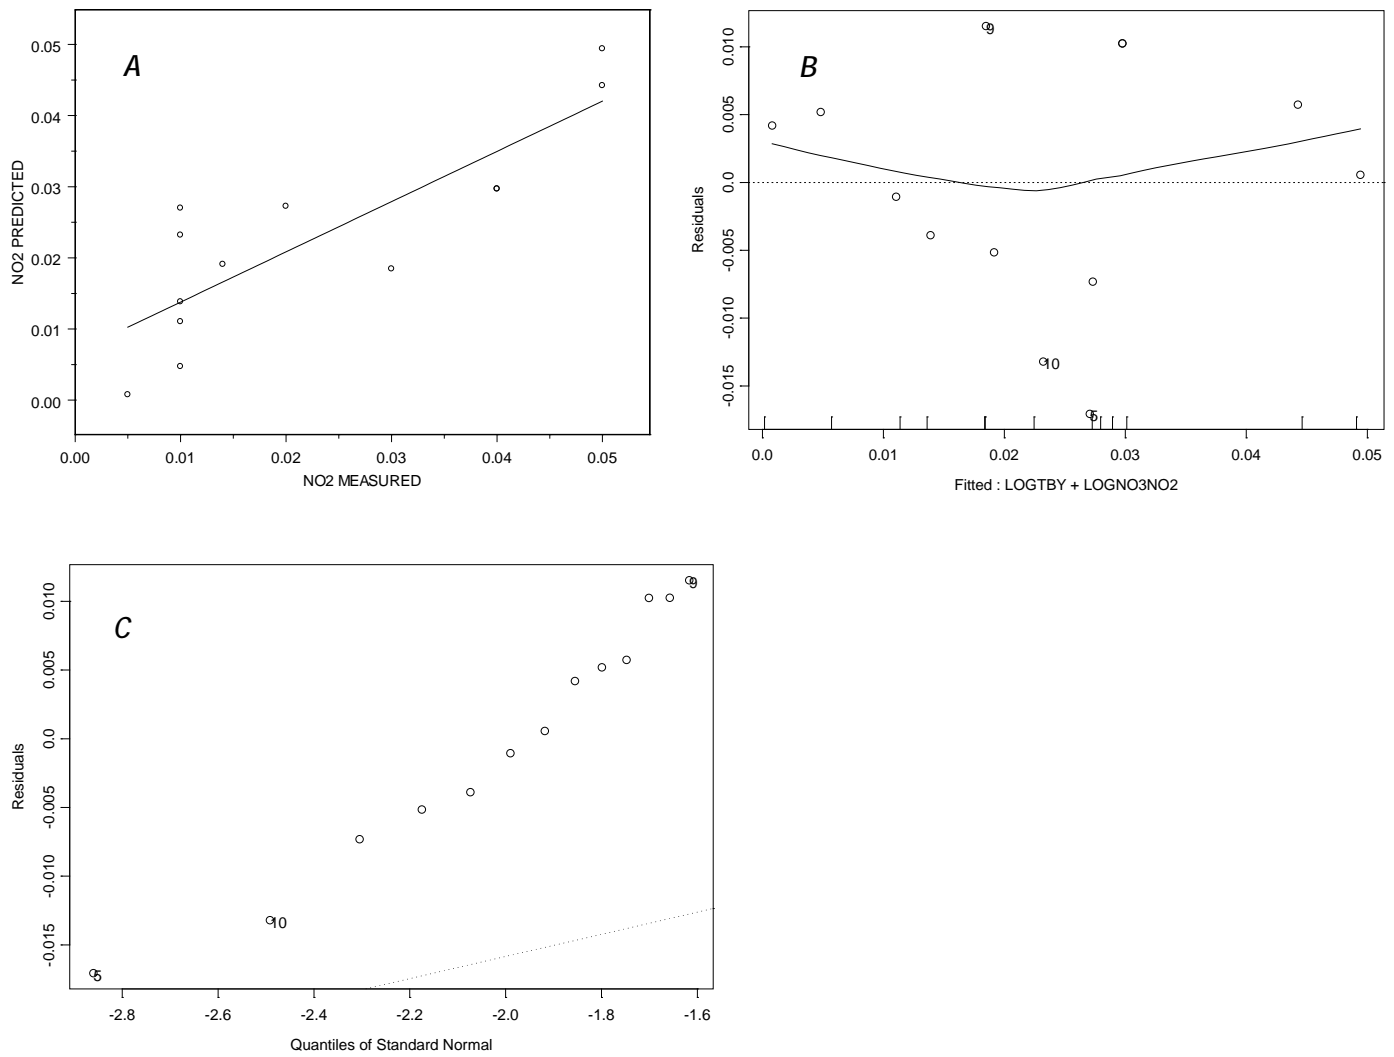 A
NO2 PREDICTED
0.05
0.04
0.03
0.02
0.01
0.00
0.00 0.01 0.02 0.03 0.04 0.05
NO2 MEASURED
B
Residuals
0.010
0.005
0.0
-0.005
-0.010
-0.015
9
10
5
0.0 0.01 0.02 0.03 0.04 0.05
Fitted : LOGTBY + LOGNO3NO2
C
Residuals
0.010
0.005
0.0
-0.005
-0.010
-0.015
9
10
5
-2.8 -2.6 -2.4 -2.2 -2.0 -1.8 -1.6
Quantiles of Standard Normal